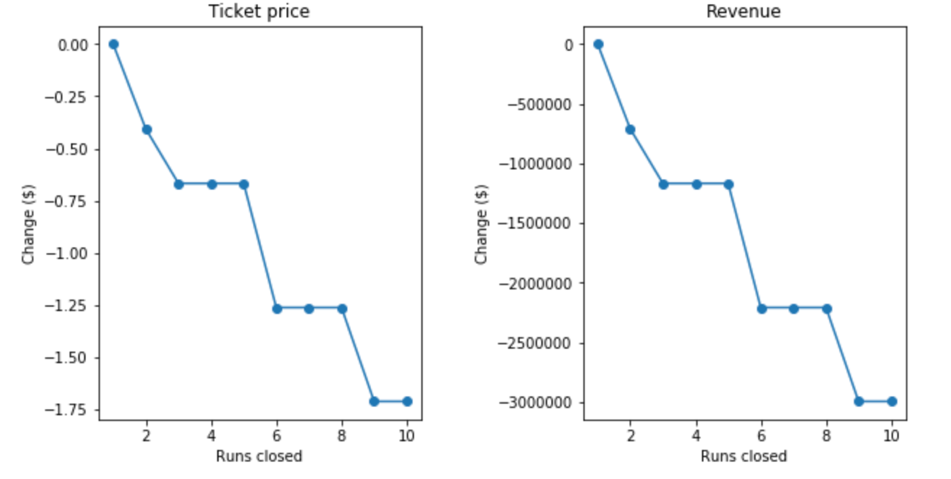 Ticket price
Change ($)
0.00
−0.25
−0.50
−0.75
−1.00
−1.25
−1.50
−1.75
2 4 6 8 10
Runs closed
Revenue
Change ($)
0
−500000
−1000000
−1500000
−2000000
−2500000
−3000000
2 4 6 8 10
Runs closed